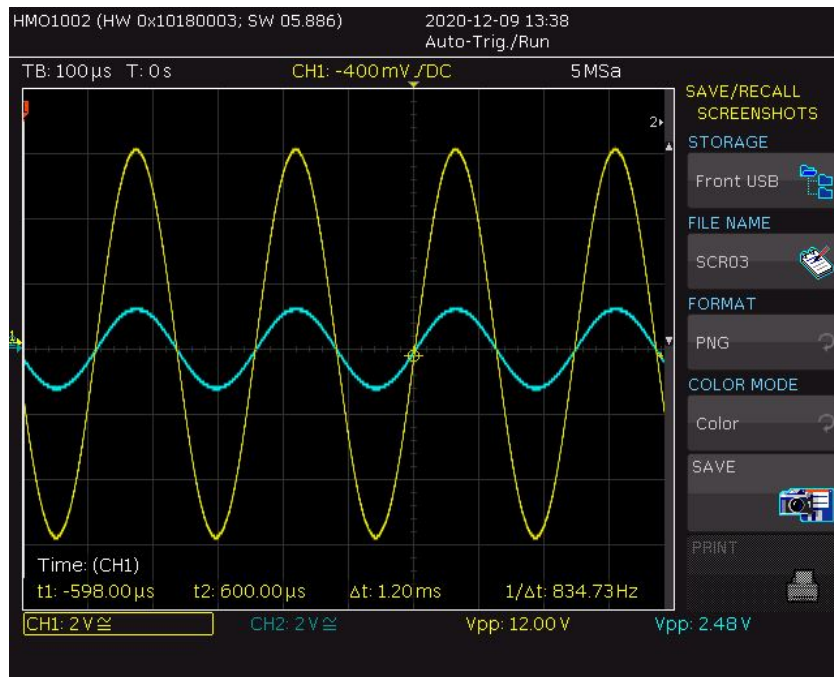 HMO1002 (HW 0x10180003; SW 05.886) 2020-12-09 13:38
Auto-Trig./Run
TB: 100µs T: 0s CH1: -400mV ⁄DC 5MSa
SAVE/RECALL
SCREENSHOTS
2
STORAGE
Front USB
FILE NAME
SCR03
FORMAT
1
PNG
COLOR MODE
Color
SAVE
PRINT
Time: (CH1)
t1: -598.00µs t2: 600.00µs Δt: 1.20ms 1/Δt: 834.73Hz
CH1: 2V≅ CH2: 2V≅ Vpp: 12.00V Vpp: 2.48V